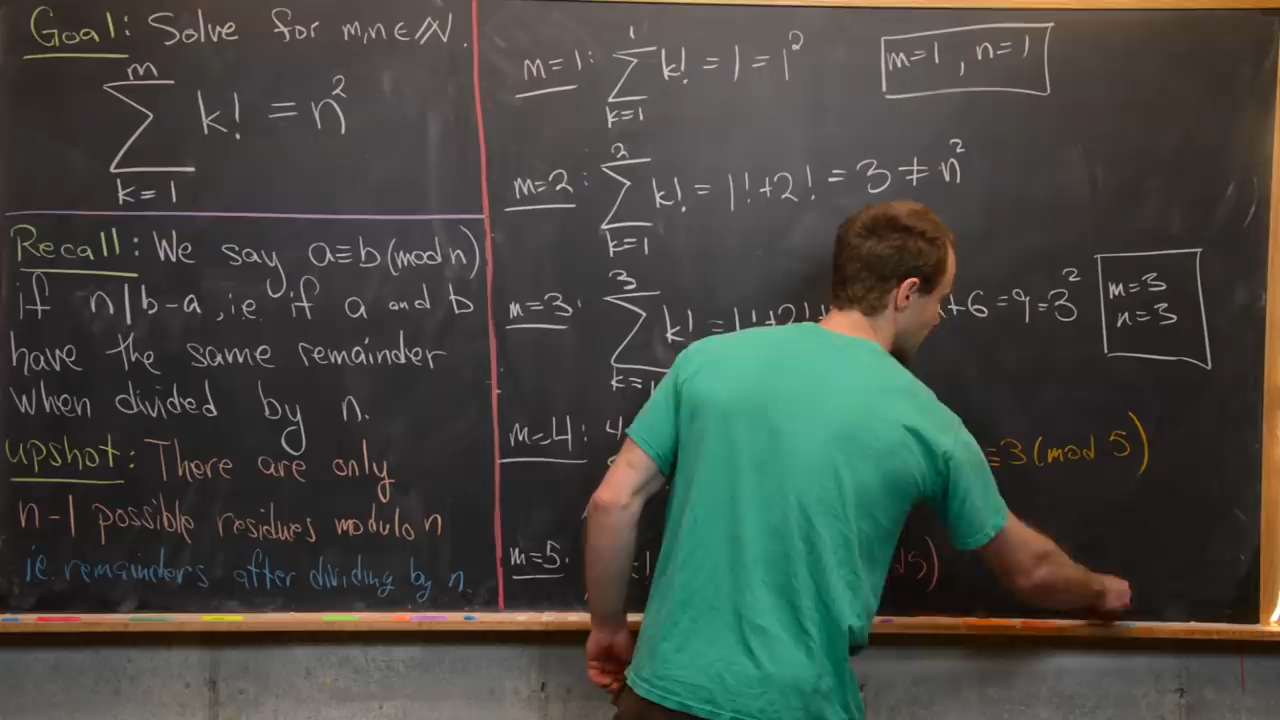 Goal: Solve for m,n ∈ ℕ.
m
∑ k! = n²
k=1
Recall: We say a≡b (mod n)
if n | b-a, i.e. if a and b
have the same remainder
when divided by n.
upshot: There are only
n-1 possible residues modulo n
ie. remainders after dividing by n.
1
m=1: ∑ k! = 1 = 1²
k=1
m=1, n=1
2
m=2: ∑ k! = 1!+2! = 3 ≠ n²
k=1
3
m=3: ∑ k! = 1!+2!+ +6 = 9 = 3²
k=1
m=3
n=3
m=4: 4
≡3 (mod 5)
m=5.